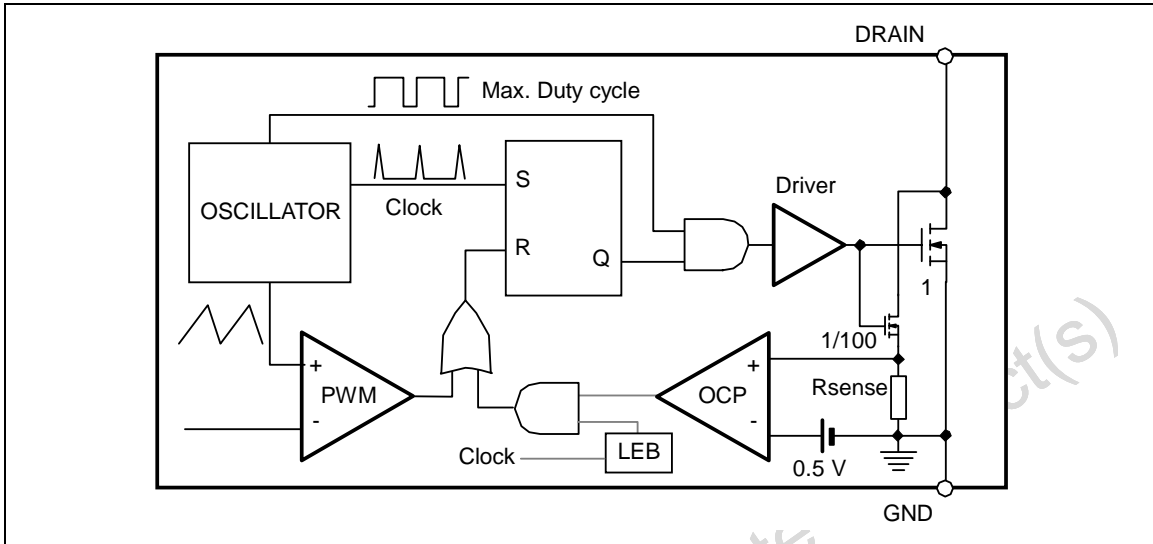 DRAIN
Max. Duty cycle
OSCILLATOR
Clock
S
R
Q
Driver
1
1/100
+
-
PWM
+
-
OCP
Rsense
Clock
LEB
0.5 V
GND